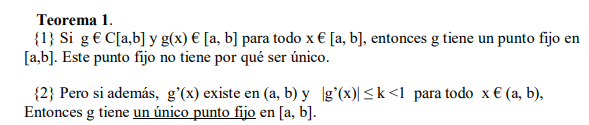 Teorema 1.
{1} Si g € C[a,b] y g(x) € [a, b] para todo x € [a, b], entonces g tiene un punto fijo en
[a,b]. Este punto fijo no tiene por qué ser único.
{2} Pero si además, g’(x) existe en (a, b) y |g’(x)| ≤ k <1 para todo x € (a, b),
Entonces g tiene un único punto fijo en [a, b].